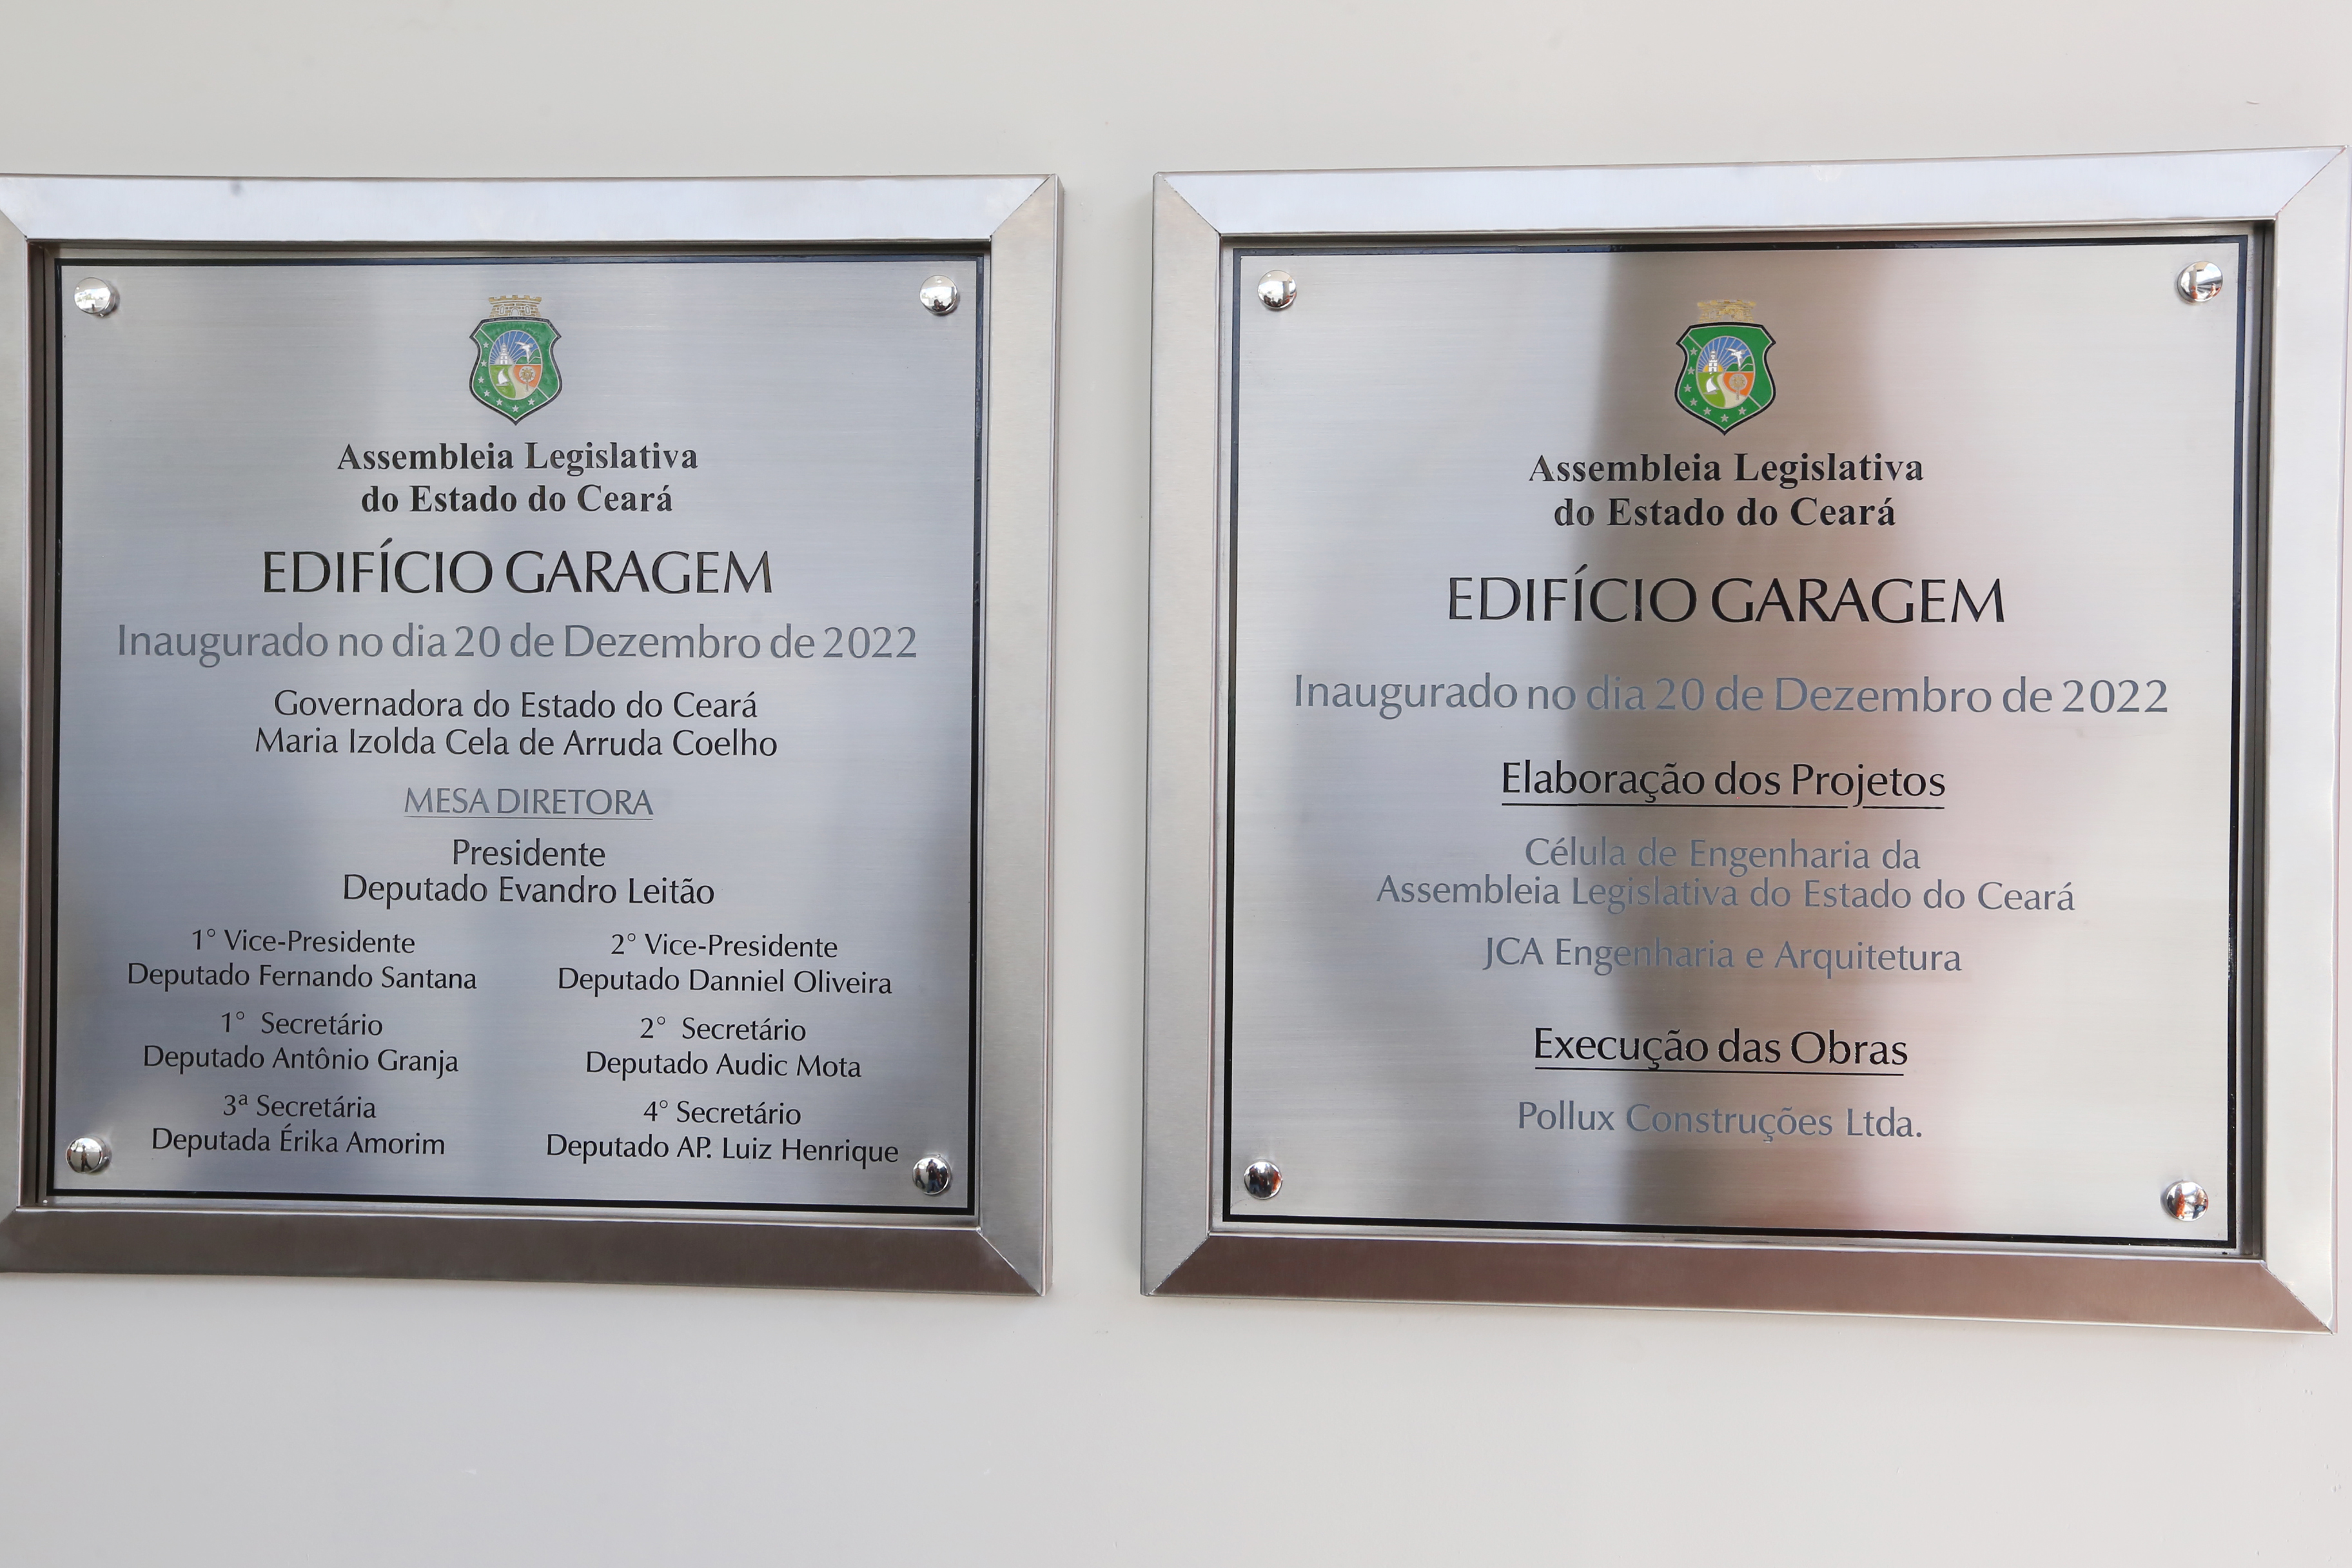 Assembleia Legislativa
do Estado do Ceará
EDIFÍCIO GARAGEM
Inaugurado no dia 20 de Dezembro de 2022
Governadora do Estado do Ceará
Maria Izolda Cela de Arruda Coelho
MESA DIRETORA
Presidente
Deputado Evandro Leitão
1° Vice-Presidente
Deputado Fernando Santana
2° Vice-Presidente
Deputado Danniel Oliveira
1° Secretário
Deputado Antônio Granja
2° Secretário
Deputado Audic Mota
3ª Secretária
Deputada Érika Amorim
4° Secretário
Deputado AP. Luiz Henrique
Assembleia Legislativa
do Estado do Ceará
EDIFÍCIO GARAGEM
Inaugurado no dia 20 de Dezembro de 2022
Elaboração dos Projetos
Célula de Engenharia da
Assembleia Legislativa do Estado do Ceará
JCA Engenharia e Arquitetura
Execução das Obras
Pollux Construções Ltda.